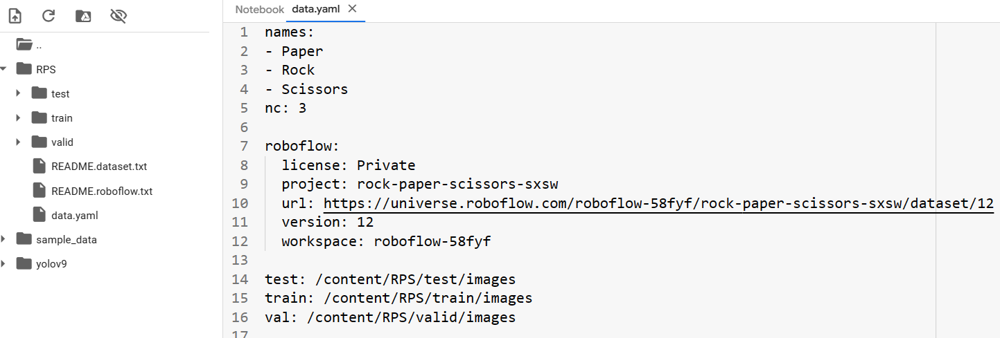 ..
RPS
test
train
valid
README.dataset.txt
README.roboflow.txt
data.yaml
sample_data
yolov9
Notebook data.yaml
1 names:
2 - Paper
3 - Rock
4 - Scissors
5 nc: 3
6
7 roboflow:
8 license: Private
9 project: rock-paper-scissors-sxsw
10 url: https://universe.roboflow.com/roboflow-58fyf/rock-paper-scissors-sxsw/dataset/12
11 version: 12
12 workspace: roboflow-58fyf
13
14 test: /content/RPS/test/images
15 train: /content/RPS/train/images
16 val: /content/RPS/valid/images
17